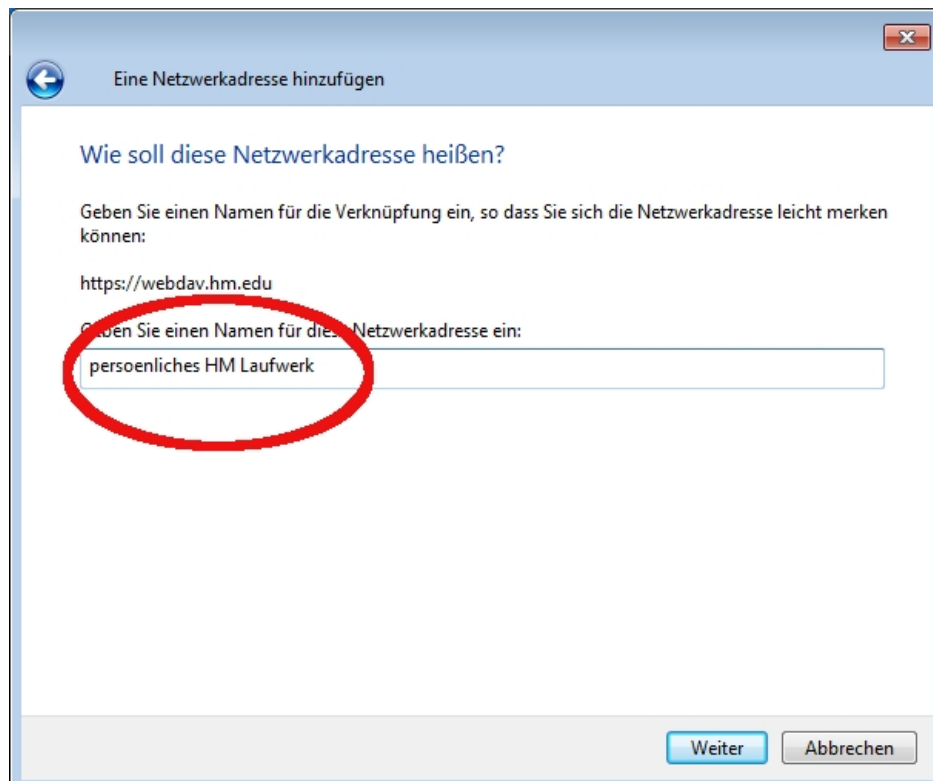 Eine Netzwerkadresse hinzufügen
Wie soll diese Netzwerkadresse heißen?
Geben Sie einen Namen für die Verknüpfung ein, so dass Sie sich die Netzwerkadresse leicht merken
können:
https://webdav.hm.edu
Geben Sie einen Namen für diese Netzwerkadresse ein:
persoenliches HM Laufwerk
Weiter
Abbrechen